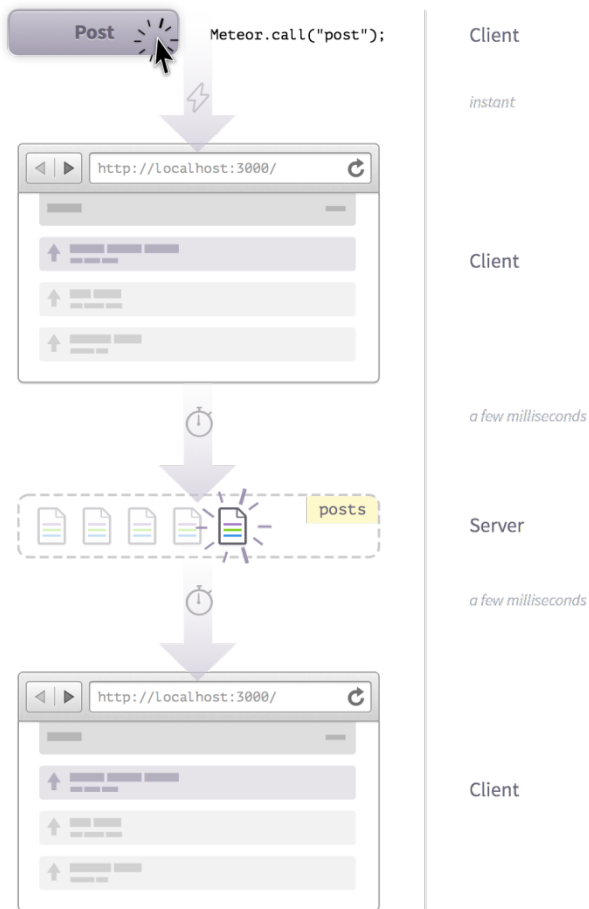 Post
Meteor.call("post");
Client
instant
http://localhost:3000/
Client
a few milliseconds
posts
Server
a few milliseconds
http://localhost:3000/
Client